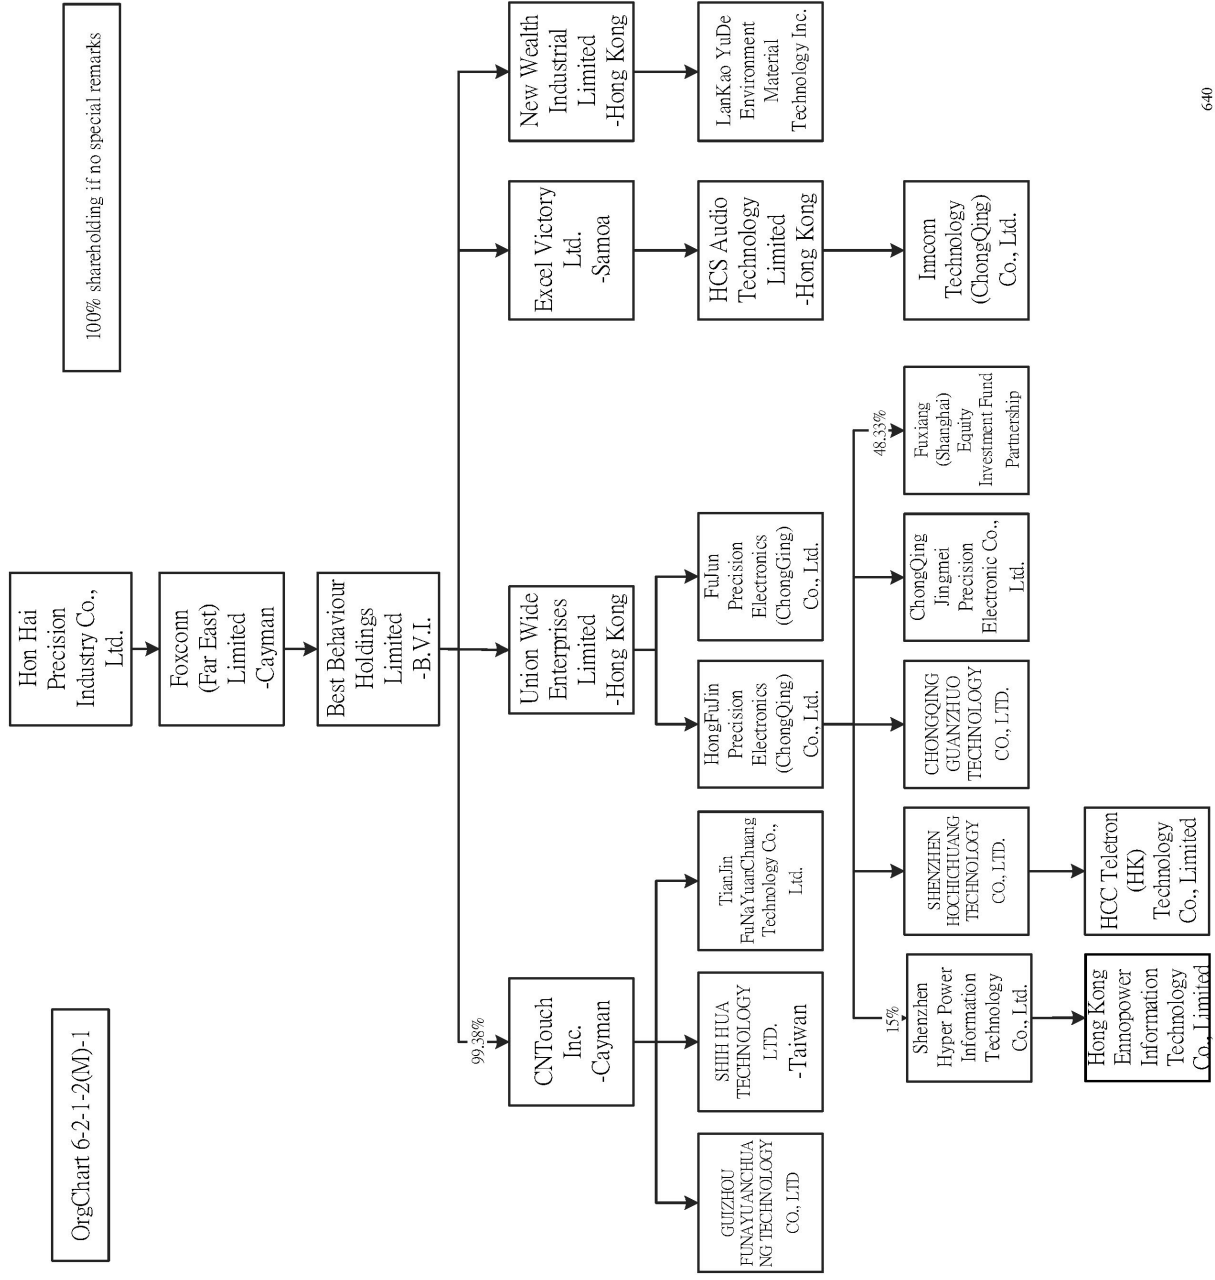 OrgChart 6-2-1-2(M)-1
100% shareholding if no special remarks
Hon Hai
Precision
Industry Co.,
Ltd.
Foxconn
(Far East)
Limited
-Cayman
Best Behaviour
Holdings
Limited
-B.V.I.
99.38%
CNTouch
Inc.
-Cayman
Union Wide
Enterprises
Limited
-Hong Kong
Excel Victory
Ltd.
-Samoa
New Wealth
Industrial
Limited
-Hong Kong
GUIZHOU
FUNAYUANCHUA
NG TECHNOLOGY
CO., LTD
SHIH HUA
TECHNOLOGY
LTD.
-Taiwan
TianJin
FuNaYuanChuang
Technology Co.,
Ltd.
HongFuJin
Precision
Electronics
(ChongQing)
Co., Ltd.
FuJun
Precision
Electronics
(ChongGing)
Co., Ltd.
HCS Audio
Technology
Limited
-Hong Kong
LanKao YuDe
Environment
Material
Technology Inc.
15%
Shenzhen
Hyper Power
Information
Technology
Co., Ltd.
SHENZHEN
HOCHICHUANG
TECHNOLOGY
CO., LTD.
CHONGQING
GUANZHUO
TECHNOLOGY
CO., LTD.
ChongQing
Jingmei
Precision
Electronic Co.,
Ltd.
48.33%
Fuxiang
(Shanghai)
Equity
Investment Fund
Partnership
Inncom
Technology
(ChongQing)
Co., Ltd.
Hong Kong
Ennopower
Information
Technology
Co., Limited
HCC Teletron
(HK)
Technology
Co., Limited
640